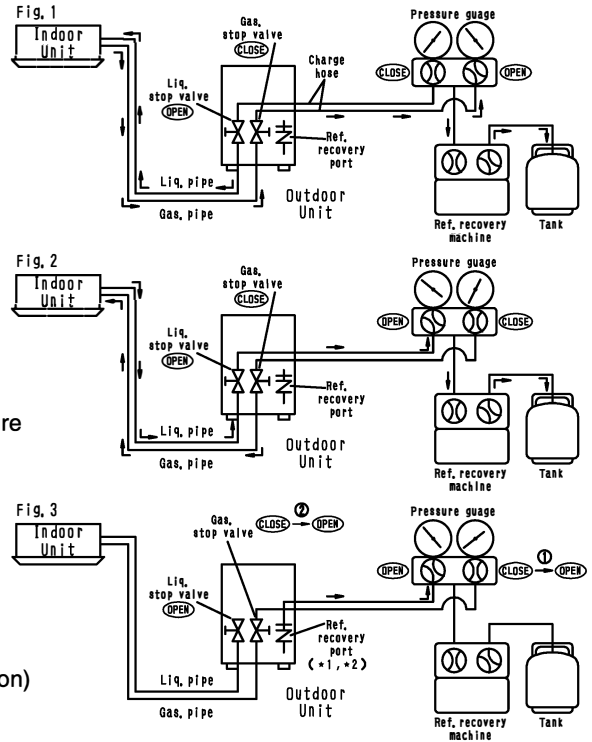 Fig. 1
Indoor
Unit
Gas.
stop valve
CLOSE
Liq.
stop valve
OPEN
Charge
hose
Pressure guage
CLOSE
OPEN
Ref.
recovery
port
Liq. pipe
Gas. pipe
Outdoor
Unit
Ref. recovery
machine
Tank
Fig. 2
Indoor
Unit
Gas.
stop valve
CLOSE
Liq.
stop valve
OPEN
Pressure guage
OPEN
CLOSE
re
Ref.
recovery
port
Liq. pipe
Gas. pipe
Outdoor
Unit
Ref. recovery
machine
Tank
Fig. 3
Indoor
Unit
Gas.
stop valve
②
CLOSE → OPEN
Liq.
stop valve
OPEN
Pressure guage
OPEN
①
CLOSE → OPEN
Ref.
recovery
port
(*1,*2)
on)
Liq. pipe
Gas. pipe
Outdoor
Unit
Ref. recovery
machine
Tank